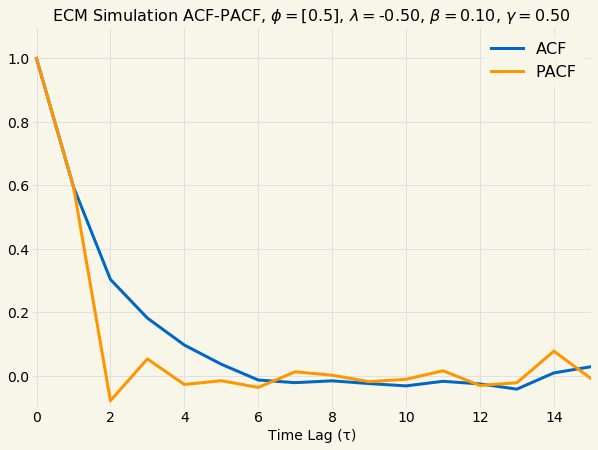 ECM Simulation ACF-PACF, ϕ = [0.5], λ = -0.50, β = 0.10, γ = 0.50
ACF
PACF
1.0
0.8
0.6
0.4
0.2
0.0
0 2 4 6 8 10 12 14
Time Lag (τ)